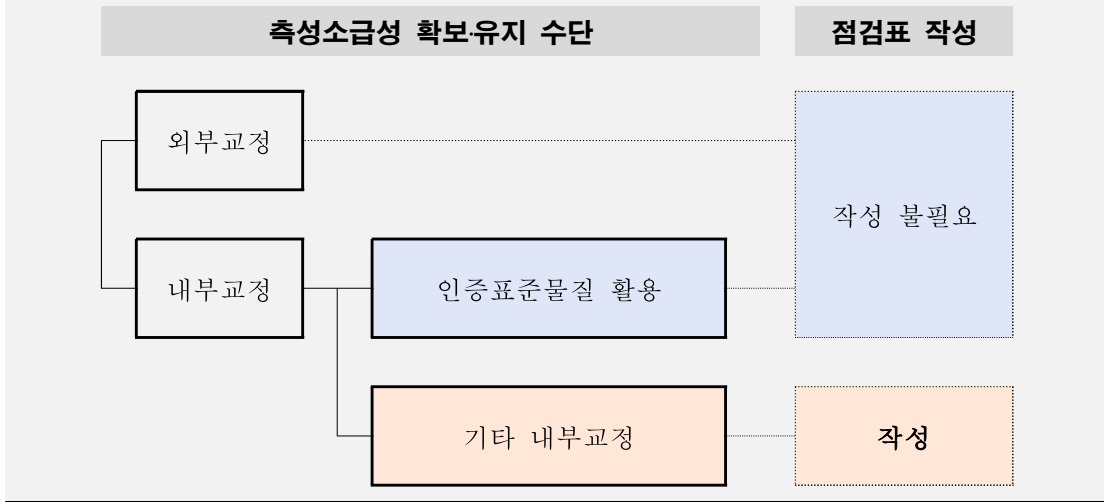 측성소급성 확보·유지 수단
점검표 작성
외부교정
작성 불필요
내부교정
인증표준물질 활용
기타 내부교정
작성